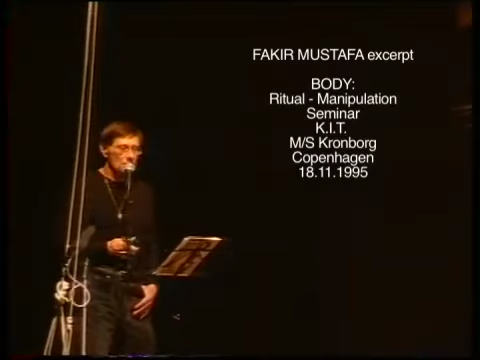 FAKIR MUSTAFA excerpt
BODY:
Ritual - Manipulation
Seminar
K.I.T.
M/S Kronborg
Copenhagen
18.11.1995